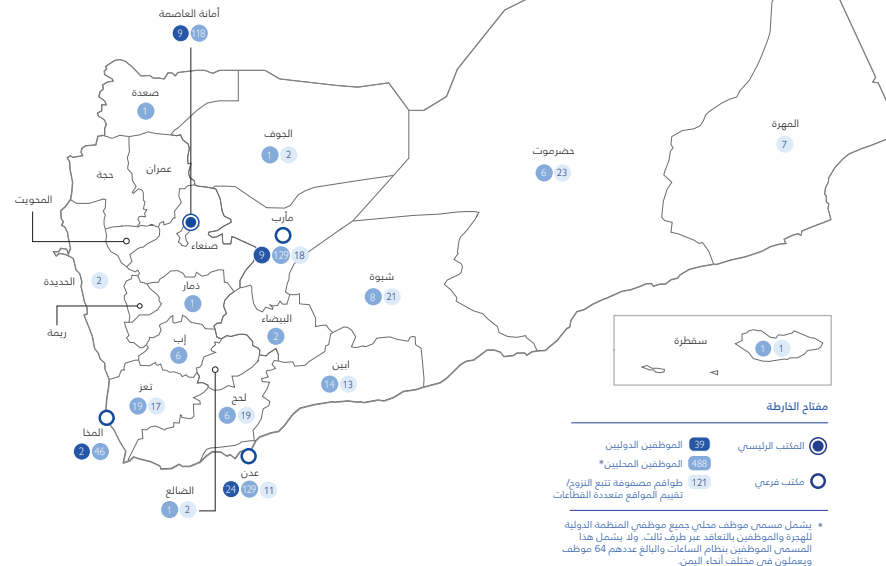 أمانة العاصمة
9 118
صعدة
1
الجوف
1 2
المهرة
7
حضرموت
6 23
عمران
حجة
المحويت
مأرب
9 129 18
صنعاء
شبوة
8 21
الحديدة
2
ذمار
1
ريمة
البيضاء
2
إب
6
سقطرة
1 1
ابين
14 13
تعز
19 17
لحج
6 19
المخا
2 46
عدن
24 129 11
الضالع
1 2
مفتاح الخارطة
المكتب الرئيسي
مكتب فرعي
39 الموظفين الدوليين
488 الموظفين المحليين*
121 طواقم مصفوفة تتبع النزوح/
تقييم المواقع متعددة القطاعات
* يشمل مسمى موظف محلي جميع موظفي المنظمة الدولية
للهجرة والموظفين بالتعاقد عبر طرف ثالث. ولا يشمل هذا
المسمى الموظفين بنظام الساعات والبالغ عددهم 64 موظف
ويعملون في مختلف أنحاء اليمن.